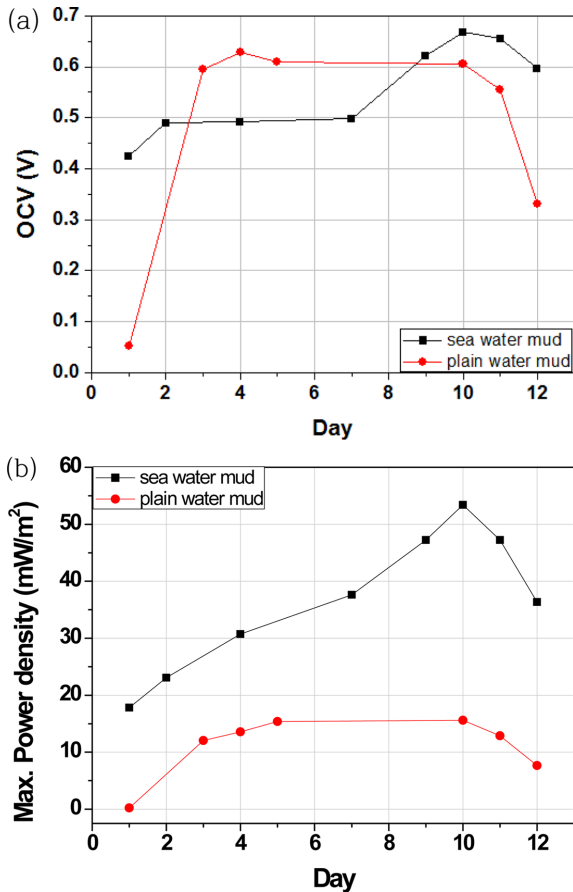 (a)
0.7
0.6
0.5
0.4
0.3
0.2
0.1
0.0
OCV (V)
sea water mud
plain water mud
0 2 4 6 8 10 12
Day
(b)
60
50
40
30
20
10
0
Max. Power density (mW/m²)
sea water mud
plain water mud
0 2 4 6 8 10 12
Day